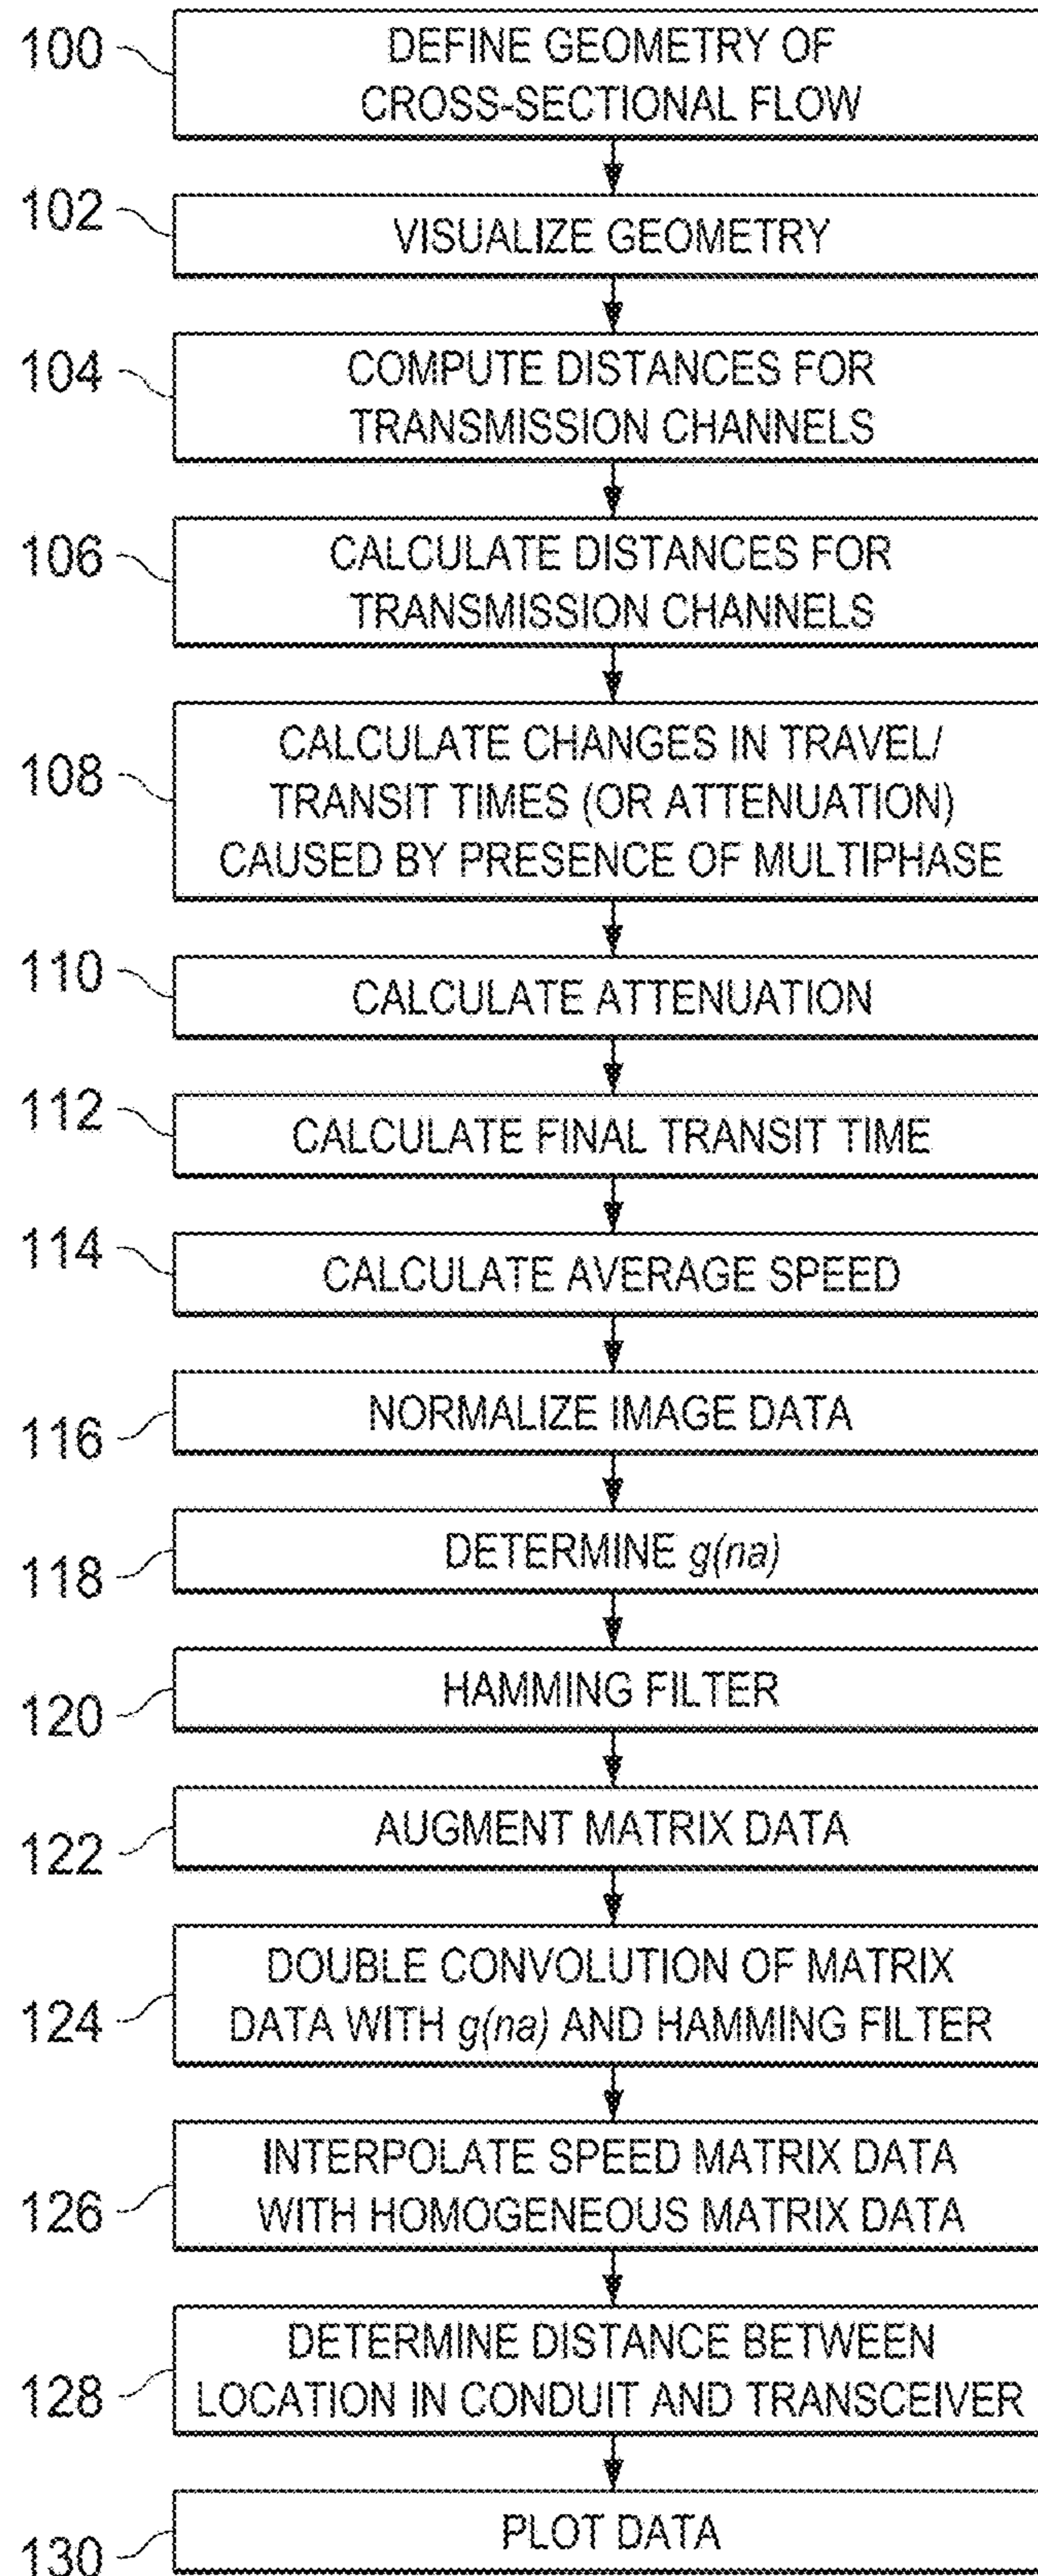 100
DEFINE GEOMETRY OF
CROSS-SECTIONAL FLOW
102
VISUALIZE GEOMETRY
104
COMPUTE DISTANCES FOR
TRANSMISSION CHANNELS
106
CALCULATE DISTANCES FOR
TRANSMISSION CHANNELS
108
CALCULATE CHANGES IN TRAVEL/
TRANSIT TIMES (OR ATTENUATION)
CAUSED BY PRESENCE OF MULTIPHASE
110
CALCULATE ATTENUATION
112
CALCULATE FINAL TRANSIT TIME
114
CALCULATE AVERAGE SPEED
116
NORMALIZE IMAGE DATA
118
DETERMINE g(na)
120
HAMMING FILTER
122
AUGMENT MATRIX DATA
124
DOUBLE CONVOLUTION OF MATRIX
DATA WITH g(na) AND HAMMING FILTER
126
INTERPOLATE SPEED MATRIX DATA
WITH HOMOGENEOUS MATRIX DATA
128
DETERMINE DISTANCE BETWEEN
LOCATION IN CONDUIT AND TRANSCEIVER
130
PLOT DATA